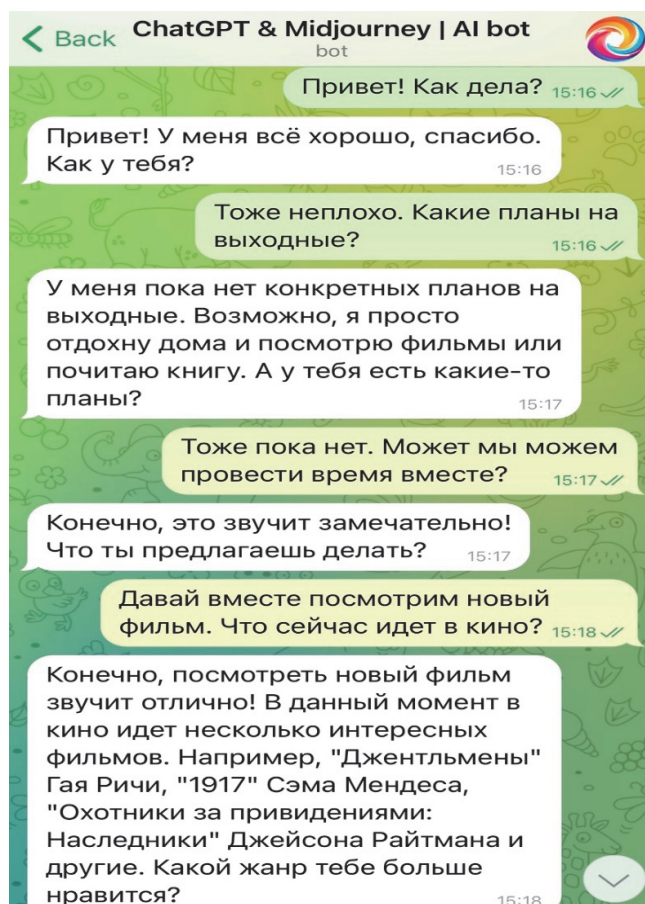 Back ChatGPT & Midjourney | AI bot
bot
Привет! Как дела? 15:16
Привет! У меня всё хорошо, спасибо.
Как у тебя? 15:16
Тоже неплохо. Какие планы на
выходные? 15:16
У меня пока нет конкретных планов на
выходные. Возможно, я просто
отдохну дома и посмотрю фильмы или
почитаю книгу. А у тебя есть какие-то
планы? 15:17
Тоже пока нет. Может мы можем
провести время вместе? 15:17
Конечно, это звучит замечательно!
Что ты предлагаешь делать? 15:17
Давай вместе посмотрим новый
фильм. Что сейчас идет в кино? 15:18
Конечно, посмотреть новый фильм
звучит отлично! В данный момент в
кино идет несколько интересных
фильмов. Например, "Джентльмены"
Гая Ричи, "1917" Сэма Мендеса,
"Охотники за привидениями:
Наследники" Джейсона Райтмана и
другие. Какой жанр тебе больше
нравится? 15:18